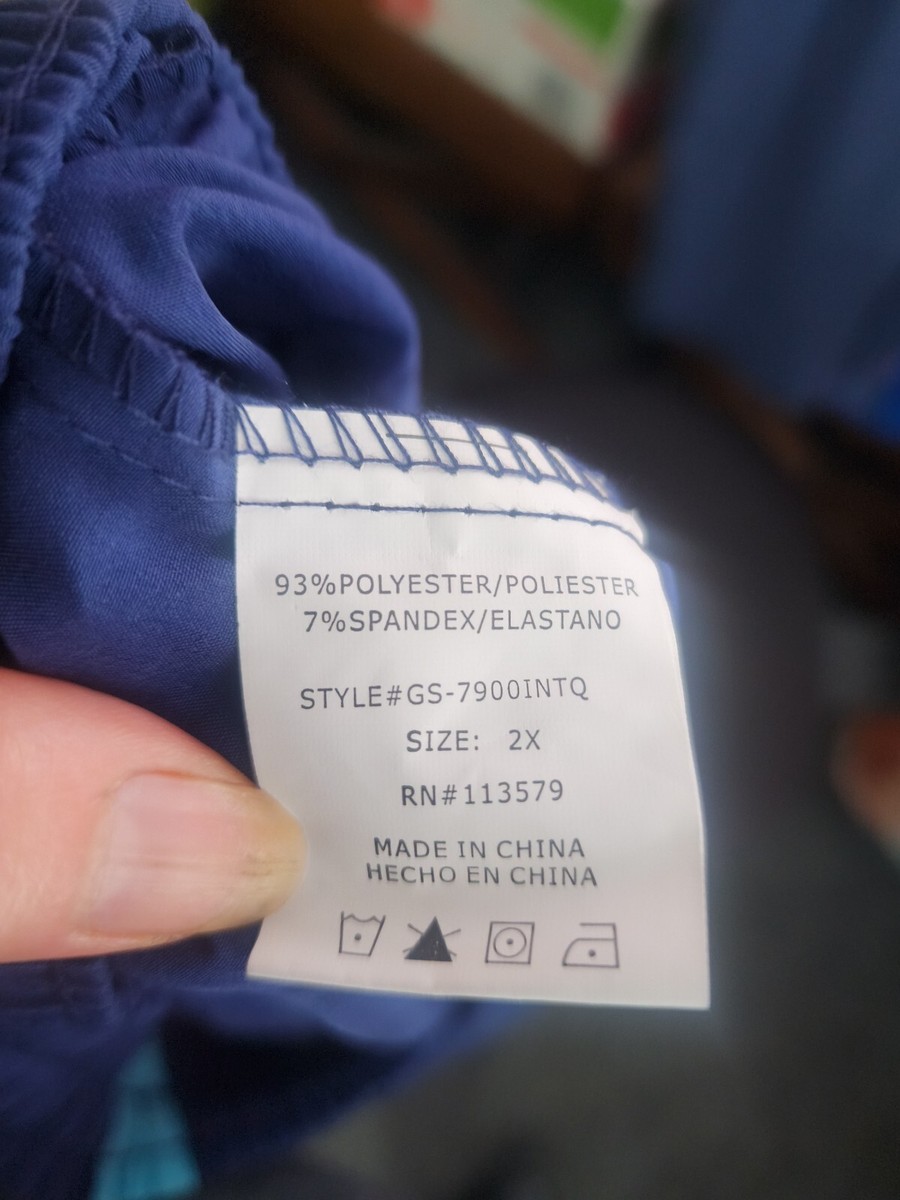 93%POLYESTER/POLIESTER
7%SPANDEX/ELASTANO
STYLE#GS-7900INTQ
SIZE: 2X
RN#113579
MADE IN CHINA
HECHO EN CHINA